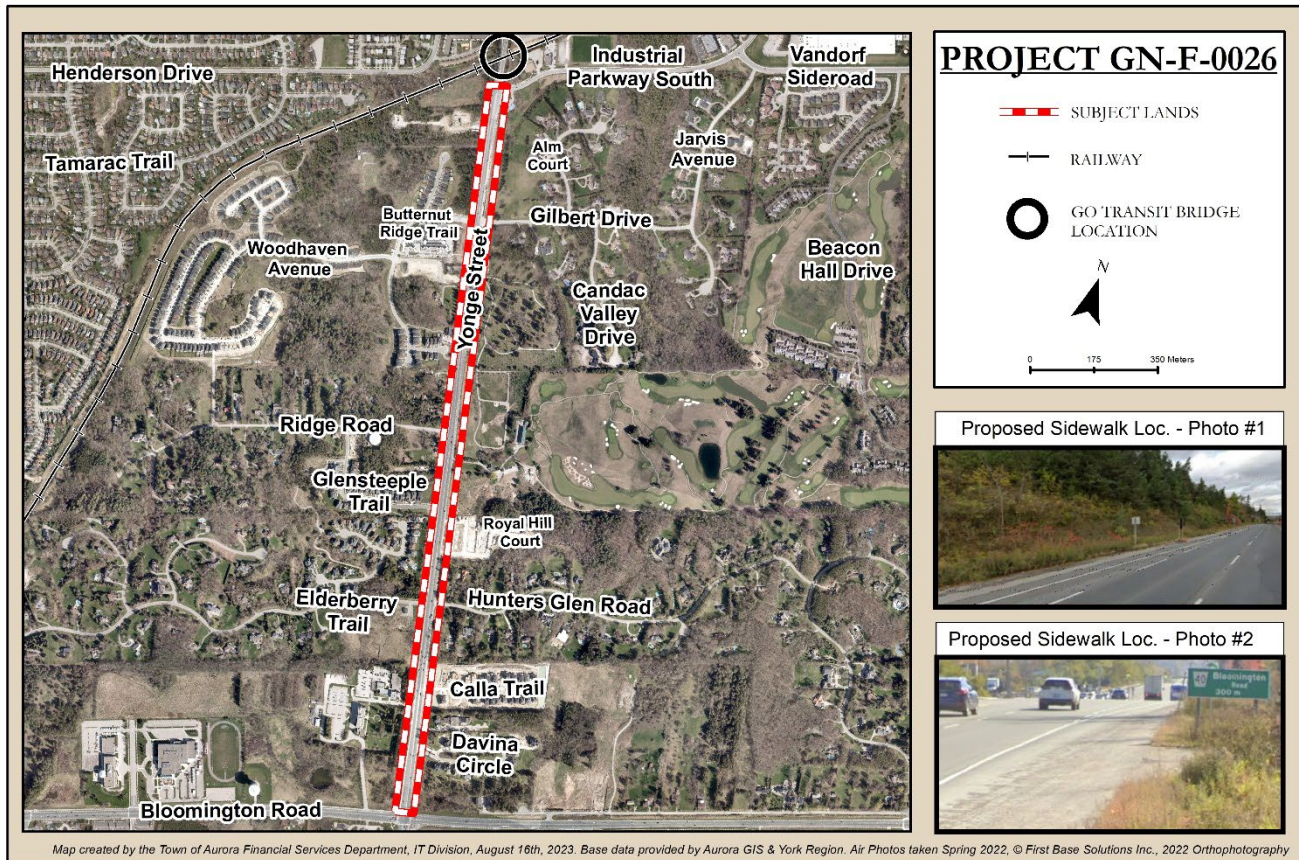 Henderson Drive
Industrial
Parkway South
Vandorf
Sideroad
Tamarac Trail
Alm
Court
Jarvis
Avenue
Butternut
Ridge Trail
Gilbert Drive
Woodhaven
Avenue
Yonge Street
Beacon
Hall Drive
Candac
Valley
Drive
Ridge Road
Glensteeple
Trail
Royal Hill
Court
Elderberry
Trail
Hunters Glen Road
Calla Trail
Davina
Circle
Bloomington Road
PROJECT GN-F-0026
SUBJECT LANDS
RAILWAY
GO TRANSIT BRIDGE
LOCATION
N
0 175 350 Meters
Proposed Sidewalk Loc. - Photo #1
Proposed Sidewalk Loc. - Photo #2
40 Bloomington
Road
300 m
Map created by the Town of Aurora Financial Services Department, IT Division, August 16th, 2023. Base data provided by Aurora GIS & York Region. Air Photos taken Spring 2022, © First Base Solutions Inc., 2022 Orthophotography